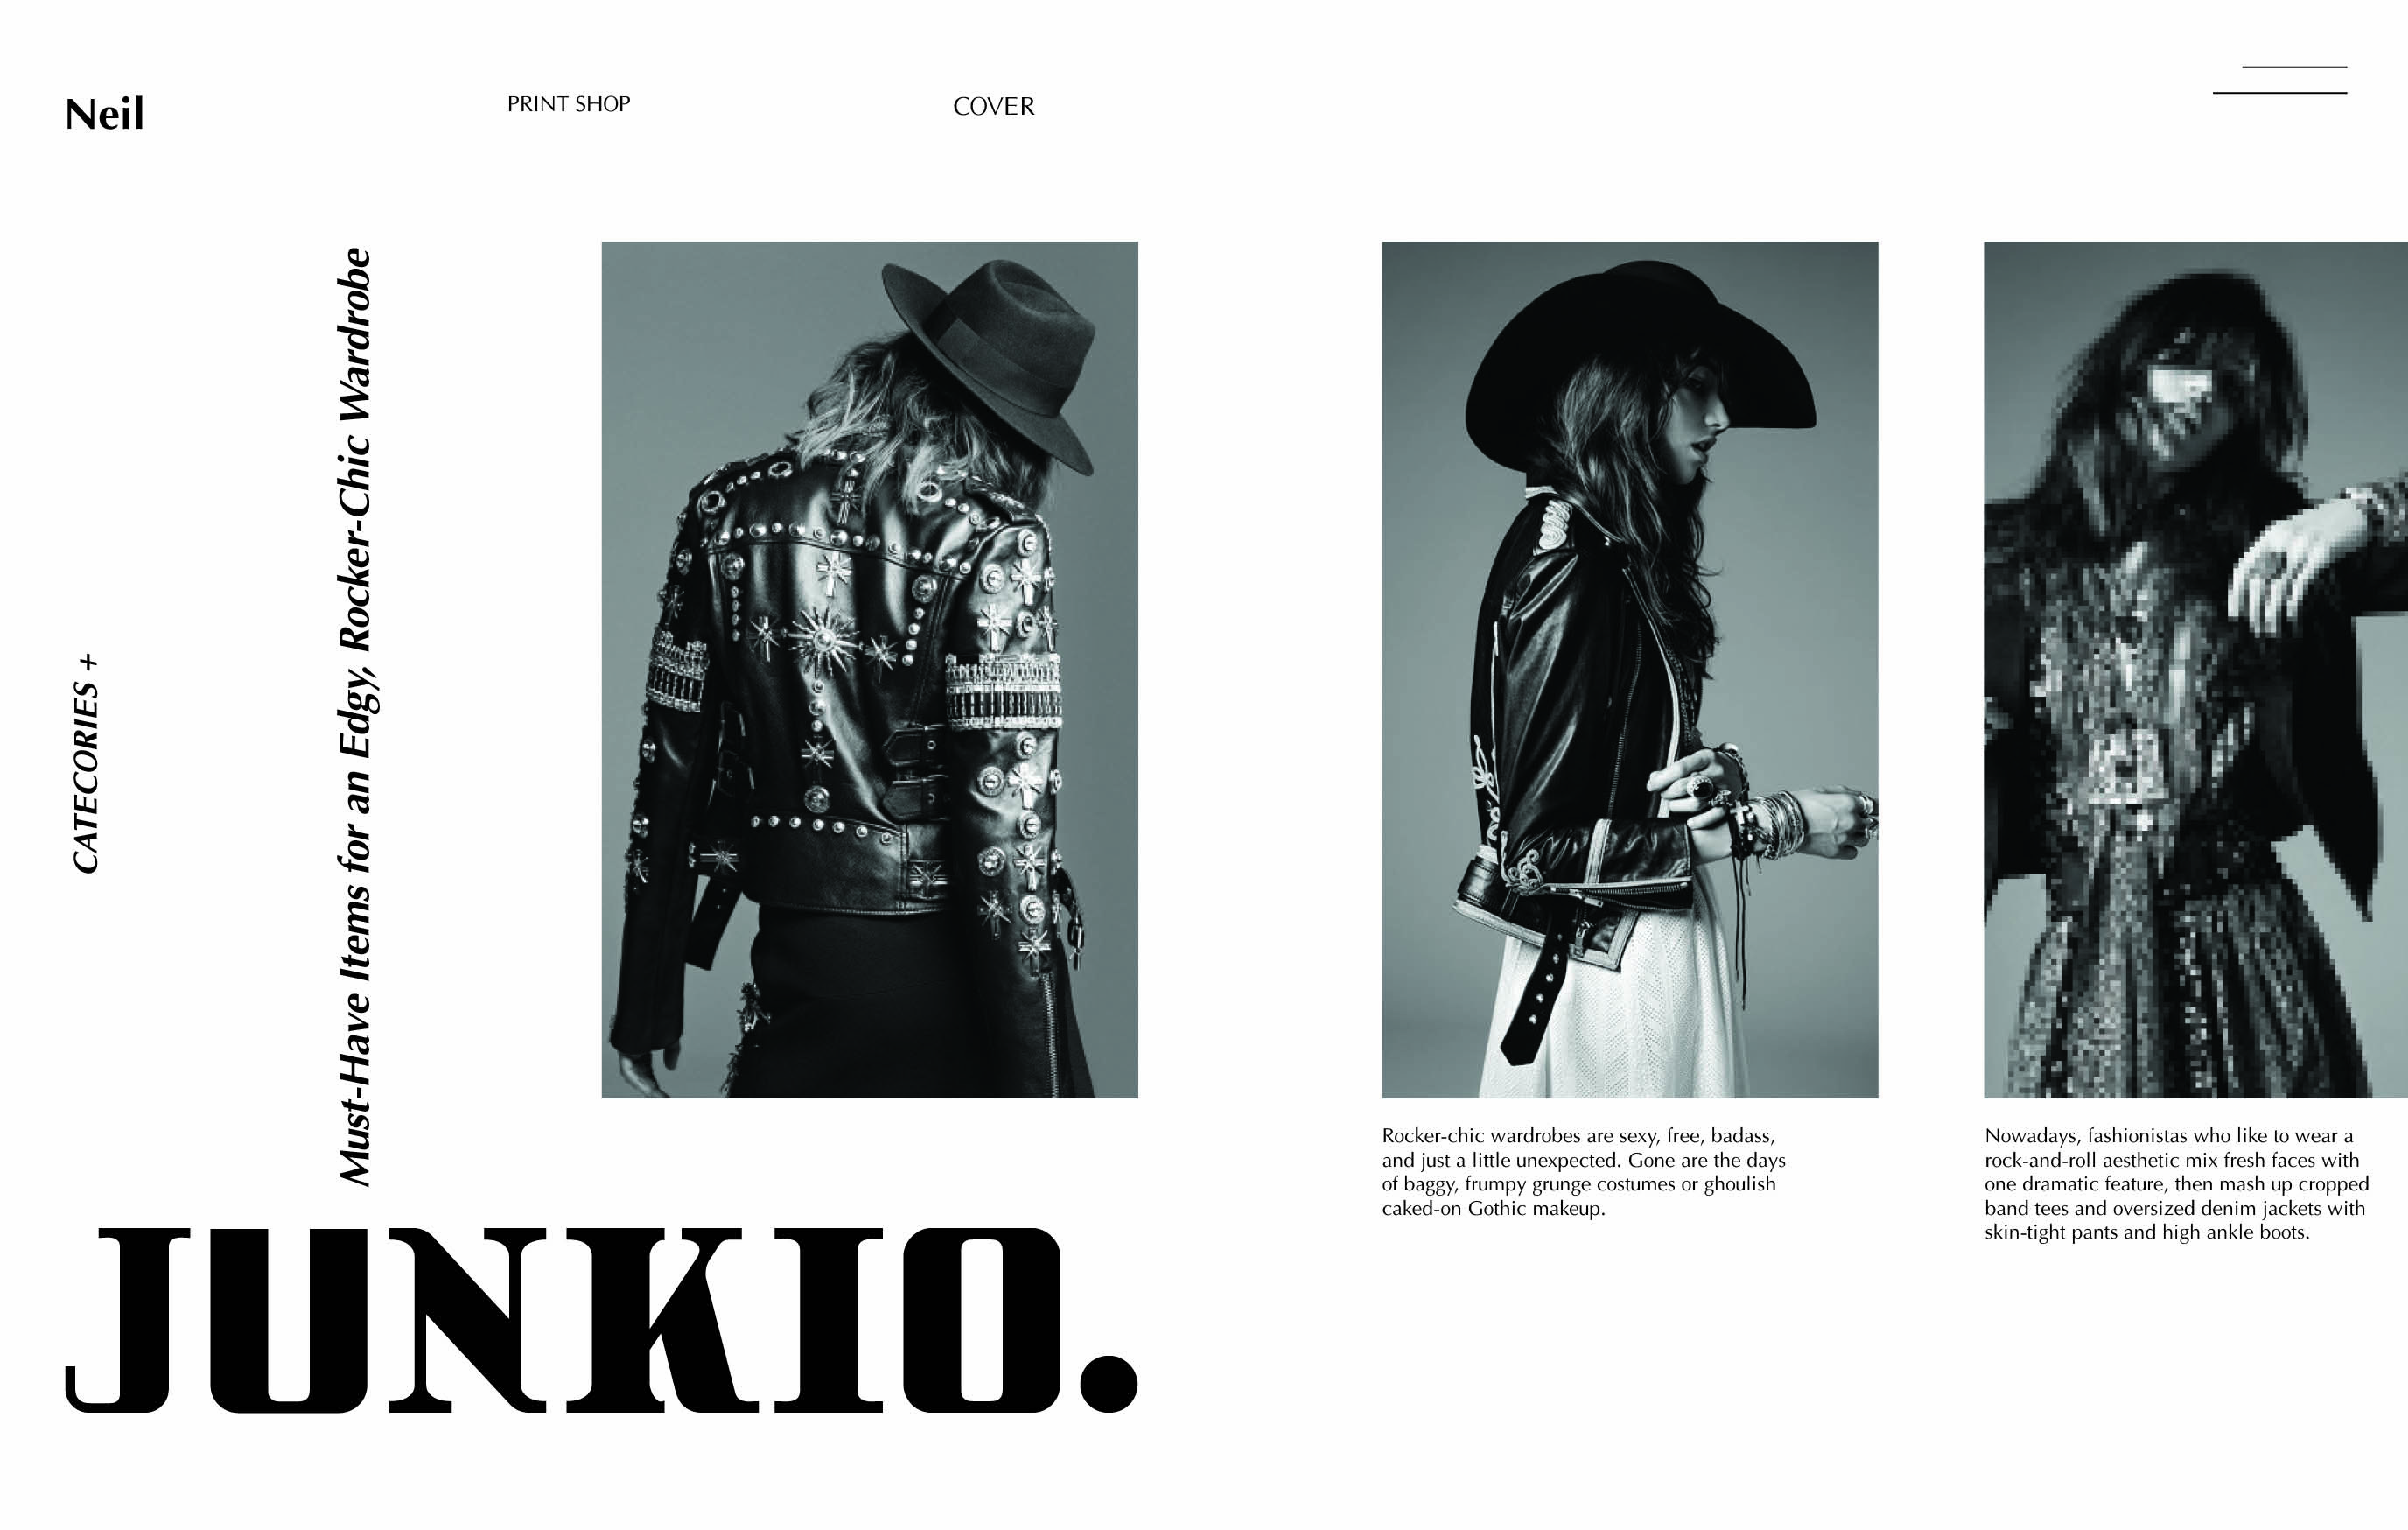 Neil
PRINT SHOP
COVER
CATECORIES +
Must-Have Items for an Edgy, Rocker-Chic Wardrobe
Rocker-chic wardrobes are sexy, free, badass,
and just a little unexpected. Gone are the days
of baggy, frumpy grunge costumes or ghoulish
caked-on Gothic makeup.
Nowadays, fashionistas who like to wear a
rock-and-roll aesthetic mix fresh faces with
one dramatic feature, then mash up cropped
band tees and oversized denim jackets with
skin-tight pants and high ankle boots.
JUNKIO.